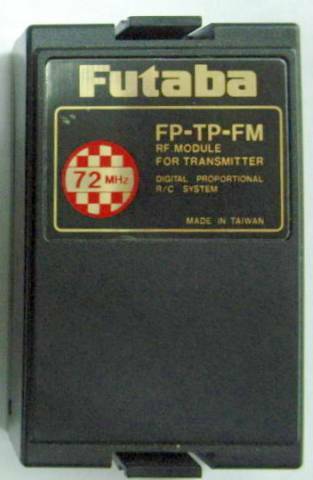 Futaba
FP-TP-FM
RF.MODULE
FOR TRANSMITTER
72 MHz
DIGITAL PROPORTIONAL
R/C SYSTEM
MADE IN TAIWAN